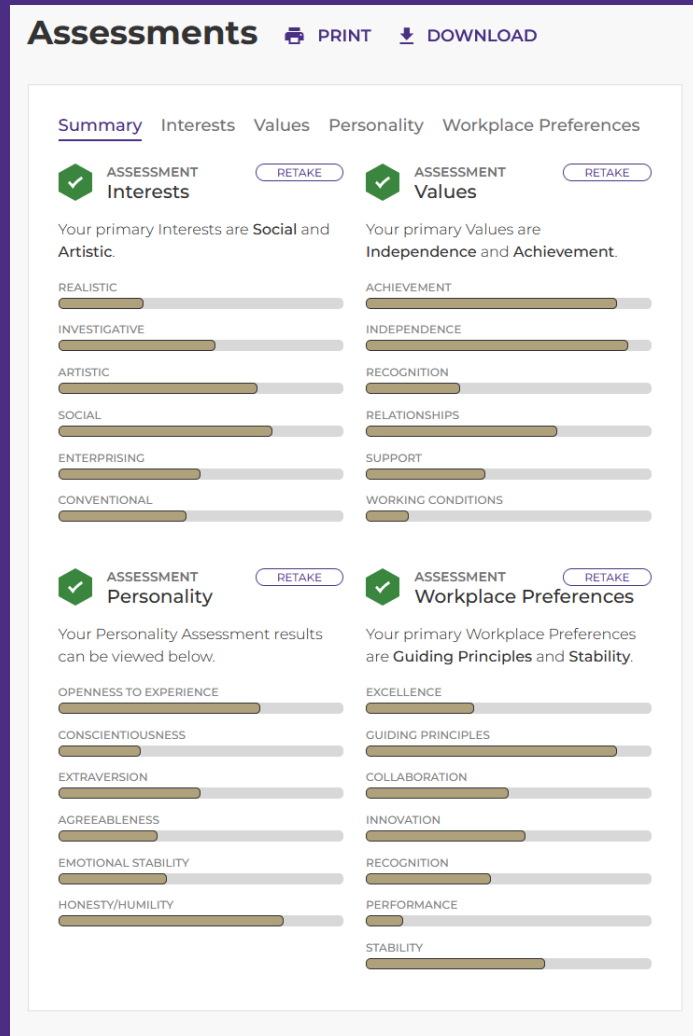 Assessments PRINT DOWNLOAD
Summary Interests Values Personality Workplace Preferences
ASSESSMENT RETAKE
Interests
Your primary Interests are Social and
Artistic.
REALISTIC
INVESTIGATIVE
ARTISTIC
SOCIAL
ENTERPRISING
CONVENTIONAL
ASSESSMENT RETAKE
Values
Your primary Values are
Independence and Achievement.
ACHIEVEMENT
INDEPENDENCE
RECOGNITION
RELATIONSHIPS
SUPPORT
WORKING CONDITIONS
ASSESSMENT RETAKE
Personality
Your Personality Assessment results
can be viewed below.
OPENNESS TO EXPERIENCE
CONSCIENTIOUSNESS
EXTRAVERSION
AGREEABLENESS
EMOTIONAL STABILITY
HONESTY/HUMILITY
ASSESSMENT RETAKE
Workplace Preferences
Your primary Workplace Preferences
are Guiding Principles and Stability.
EXCELLENCE
GUIDING PRINCIPLES
COLLABORATION
INNOVATION
RECOGNITION
PERFORMANCE
STABILITY